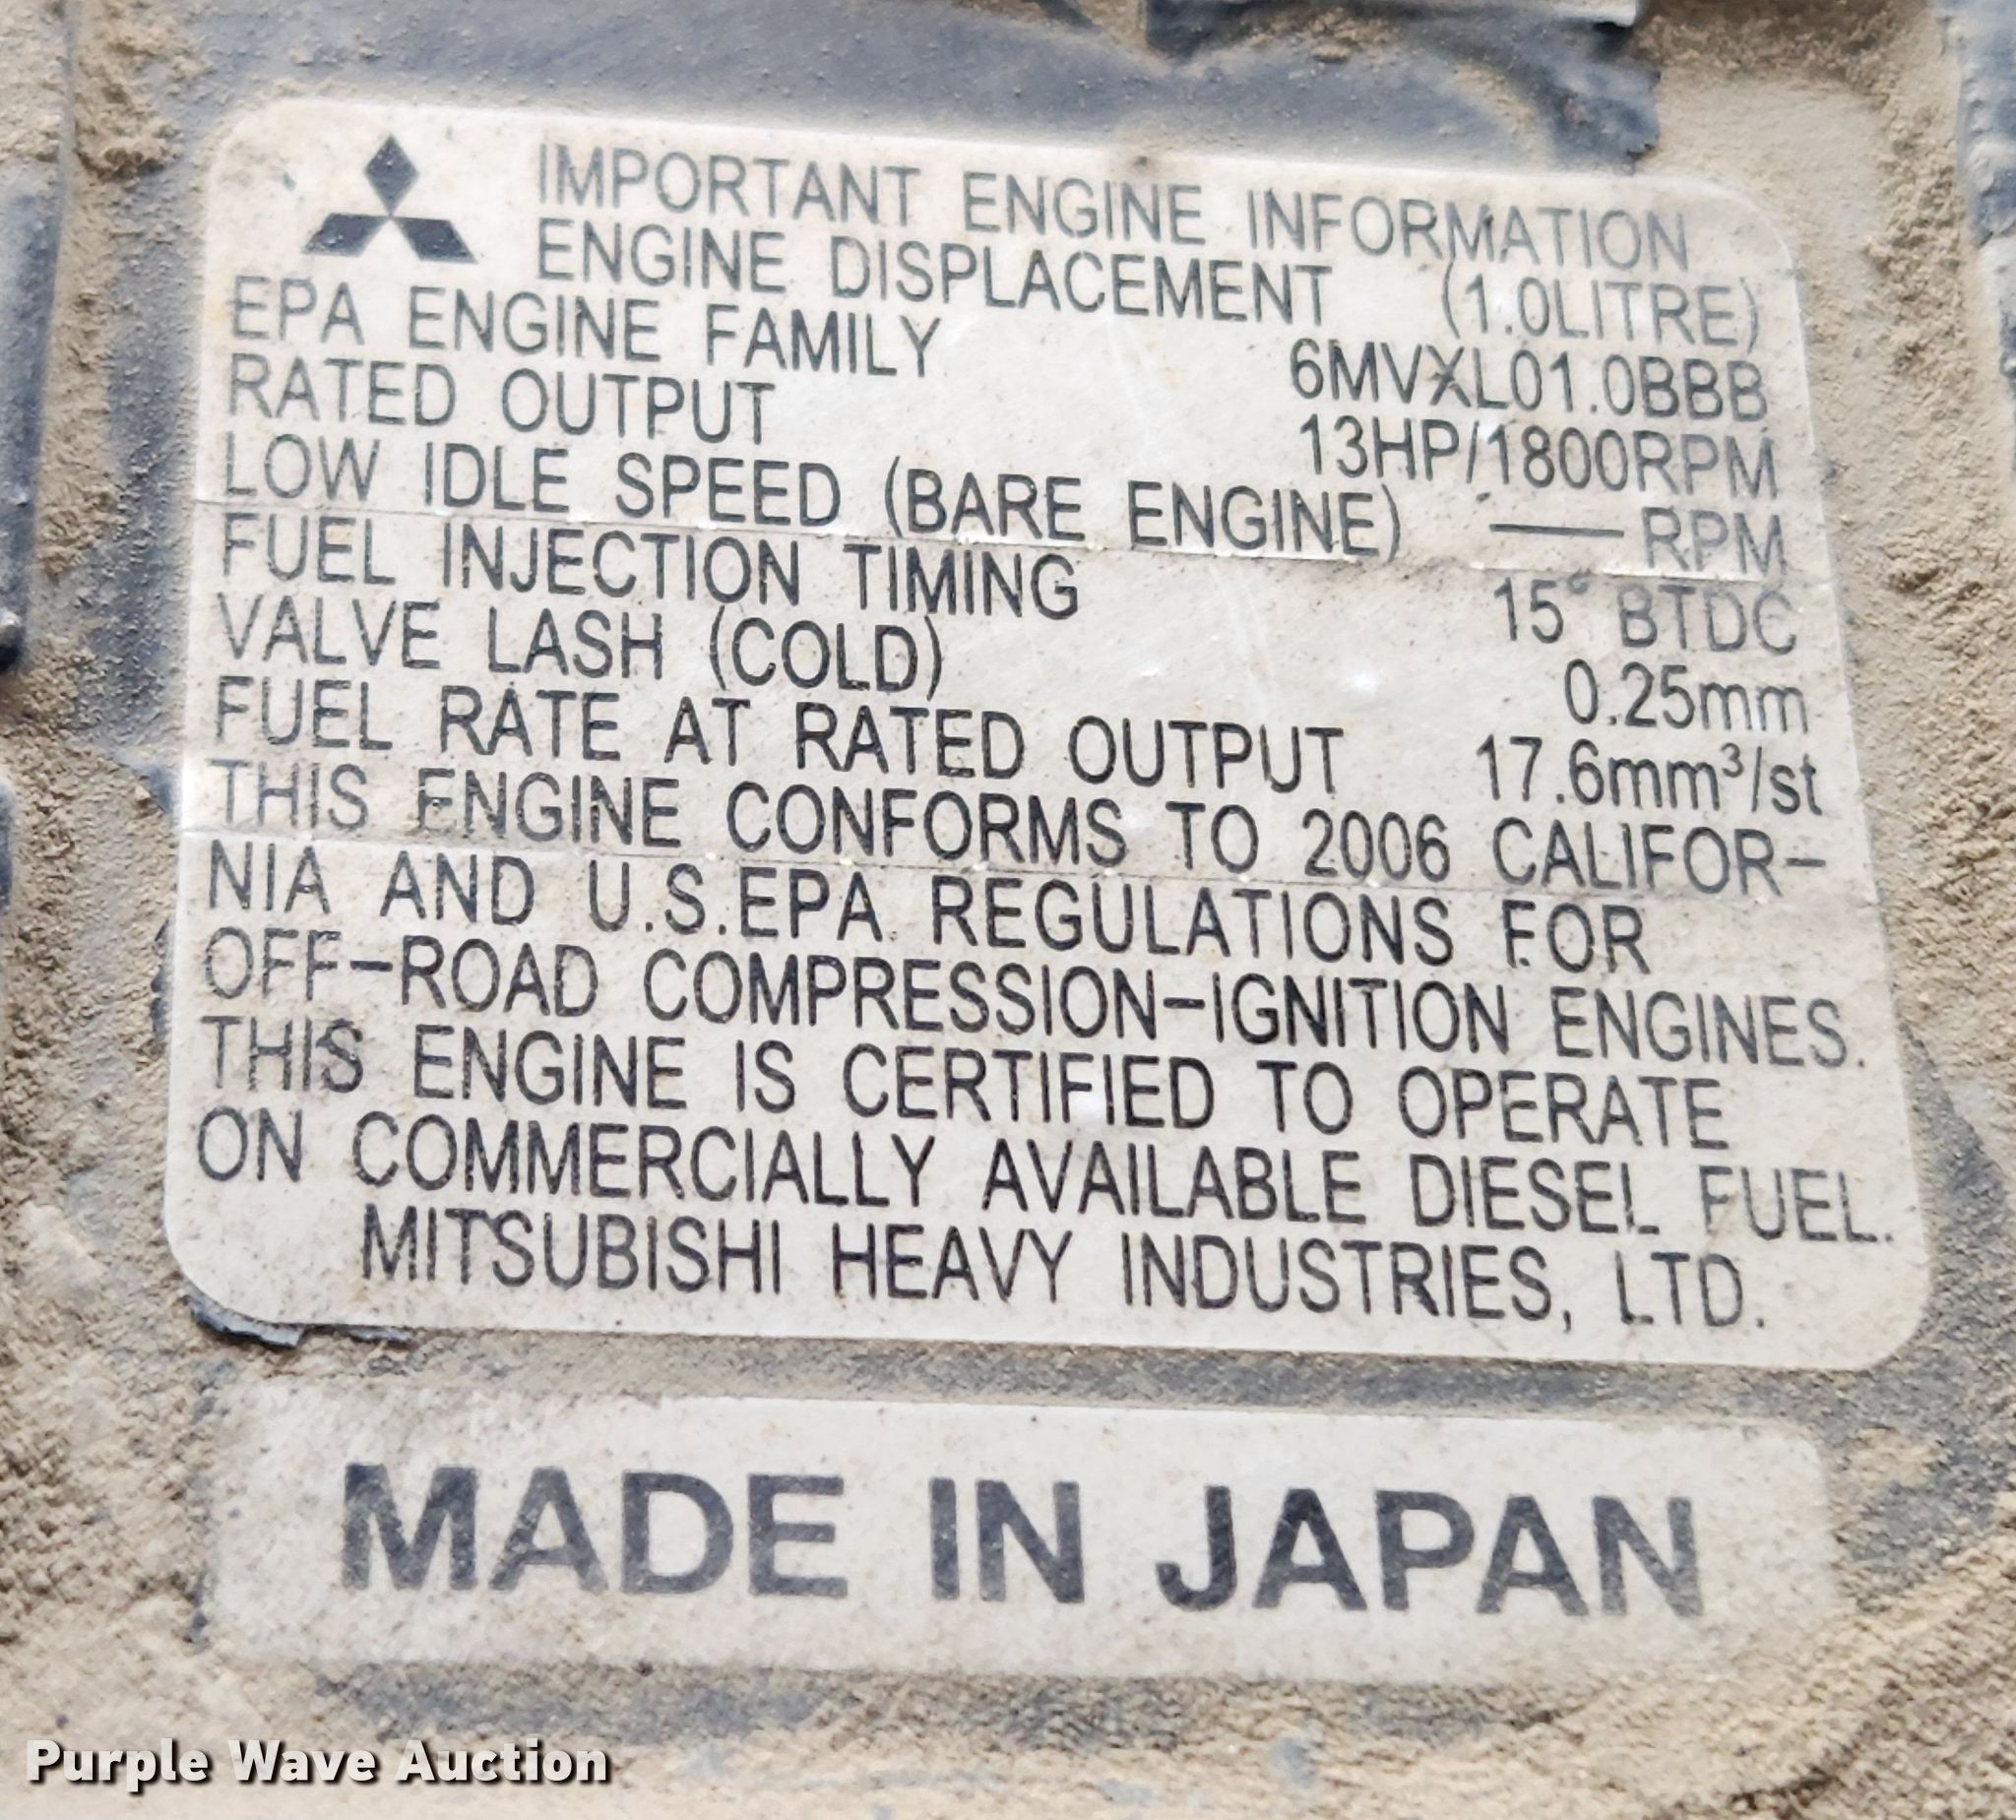 IMPORTANT ENGINE INFORMATION
ENGINE DISPLACEMENT (1.0LITRE)
EPA ENGINE FAMILY 6MVXL01.0BBB
RATED OUTPUT 13HP/1800RPM
LOW IDLE SPEED (BARE ENGINE) — RPM
FUEL INJECTION TIMING 15° BTDC
VALVE LASH (COLD) 0.25mm
FUEL RATE AT RATED OUTPUT 17.6mm³/st
THIS ENGINE CONFORMS TO 2006 CALIFOR-
NIA AND U.S.EPA REGULATIONS FOR
OFF-ROAD COMPRESSION-IGNITION ENGINES.
THIS ENGINE IS CERTIFIED TO OPERATE
ON COMMERCIALLY AVAILABLE DIESEL FUEL.
MITSUBISHI HEAVY INDUSTRIES, LTD.
MADE IN JAPAN
Purple Wave Auction